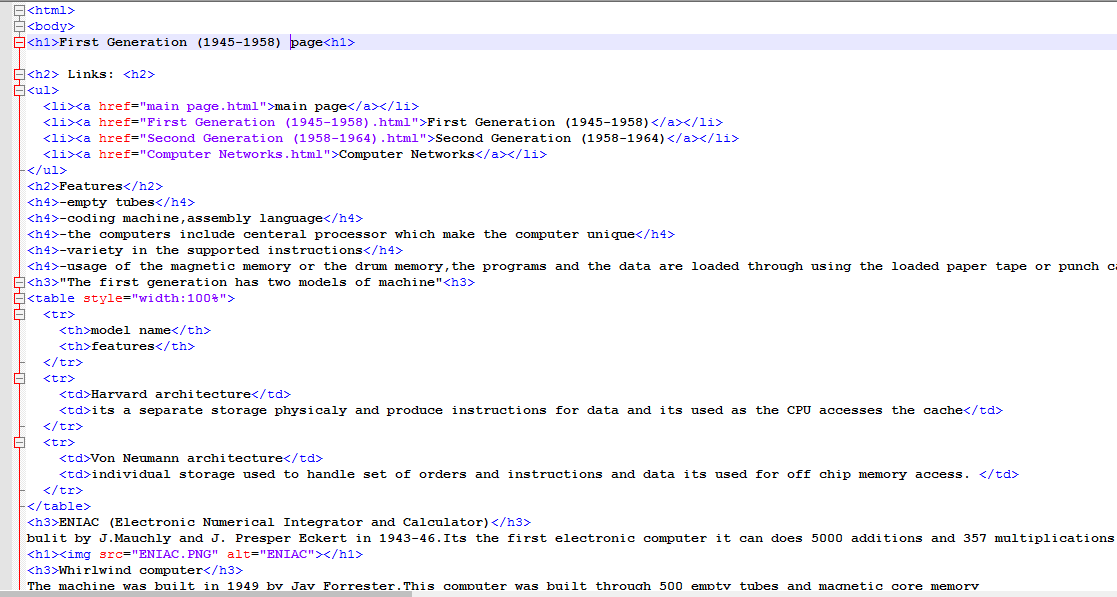 <html>
<body>
<h1>First Generation (1945-1958) page<h1>
<h2> Links: <h2>
<ul>
<li><a href="main page.html">main page</a></li>
<li><a href="First Generation (1945-1958).html">First Generation (1945-1958)</a></li>
<li><a href="Second Generation (1958-1964).html">Second Generation (1958-1964)</a></li>
<li><a href="Computer Networks.html">Computer Networks</a></li>
</ul>
<h2>Features</h2>
<h4>-empty tubes</h4>
<h4>-coding machine,assembly language</h4>
<h4>-the computers include centeral processor which make the computer unique</h4>
<h4>-variety in the supported instructions</h4>
<h4>-usage of the magnetic memory or the drum memory,the programs and the data are loaded through using the loaded paper tape or punch
<h3>"The first generation has two models of machine"<h3>
<table style="width:100%">
<tr>
<th>model name</th>
<th>features</th>
</tr>
<tr>
<td>Harvard architecture</td>
<td>its a separate storage physicaly and produce instructions for data and its used as the CPU accesses the cache</td>
</tr>
<tr>
<td>Von Neumann architecture</td>
<td>individual storage used to handle set of orders and instructions and data its used for off chip memory access. </td>
</tr>
</table>
<h3>ENIAC (Electronic Numerical Integrator and Calculator)</h3>
bulit by J.Mauchly and J. Presper Eckert in 1943-46.Its the first electronic computer it can does 5000 additions and 357 multiplications
<h1><img src="ENIAC.PNG" alt="ENIAC"></h1>
<h3>Whirlwind computer</h3>
The machine was built in 1949 by Jay Forrester.This computer was built through 500 empty tubes and magnetic core memory